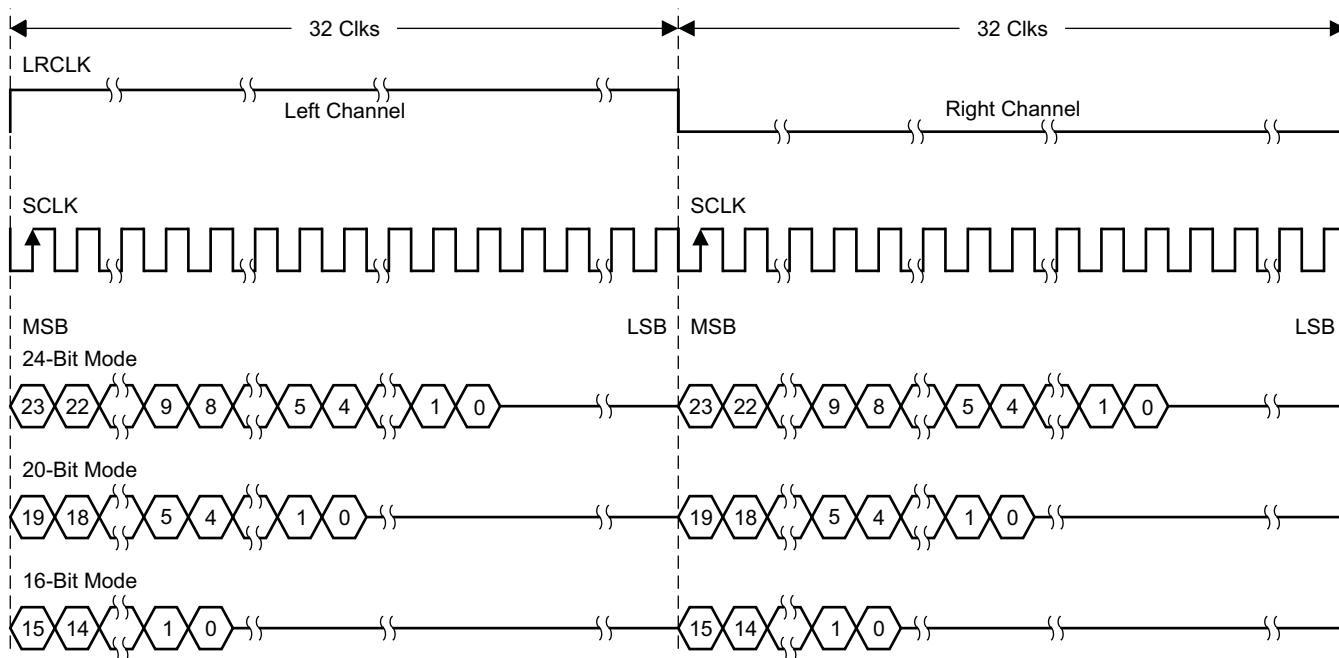 32 Clks 32 Clks
LRCLK
Left Channel Right Channel
SCLK SCLK
MSB LSB MSB LSB
24-Bit Mode
23 22 9 8 5 4 1 0 23 22 9 8 5 4 1 0
20-Bit Mode
19 18 5 4 1 0 19 18 5 4 1 0
16-Bit Mode
15 14 1 0 15 14 1 0